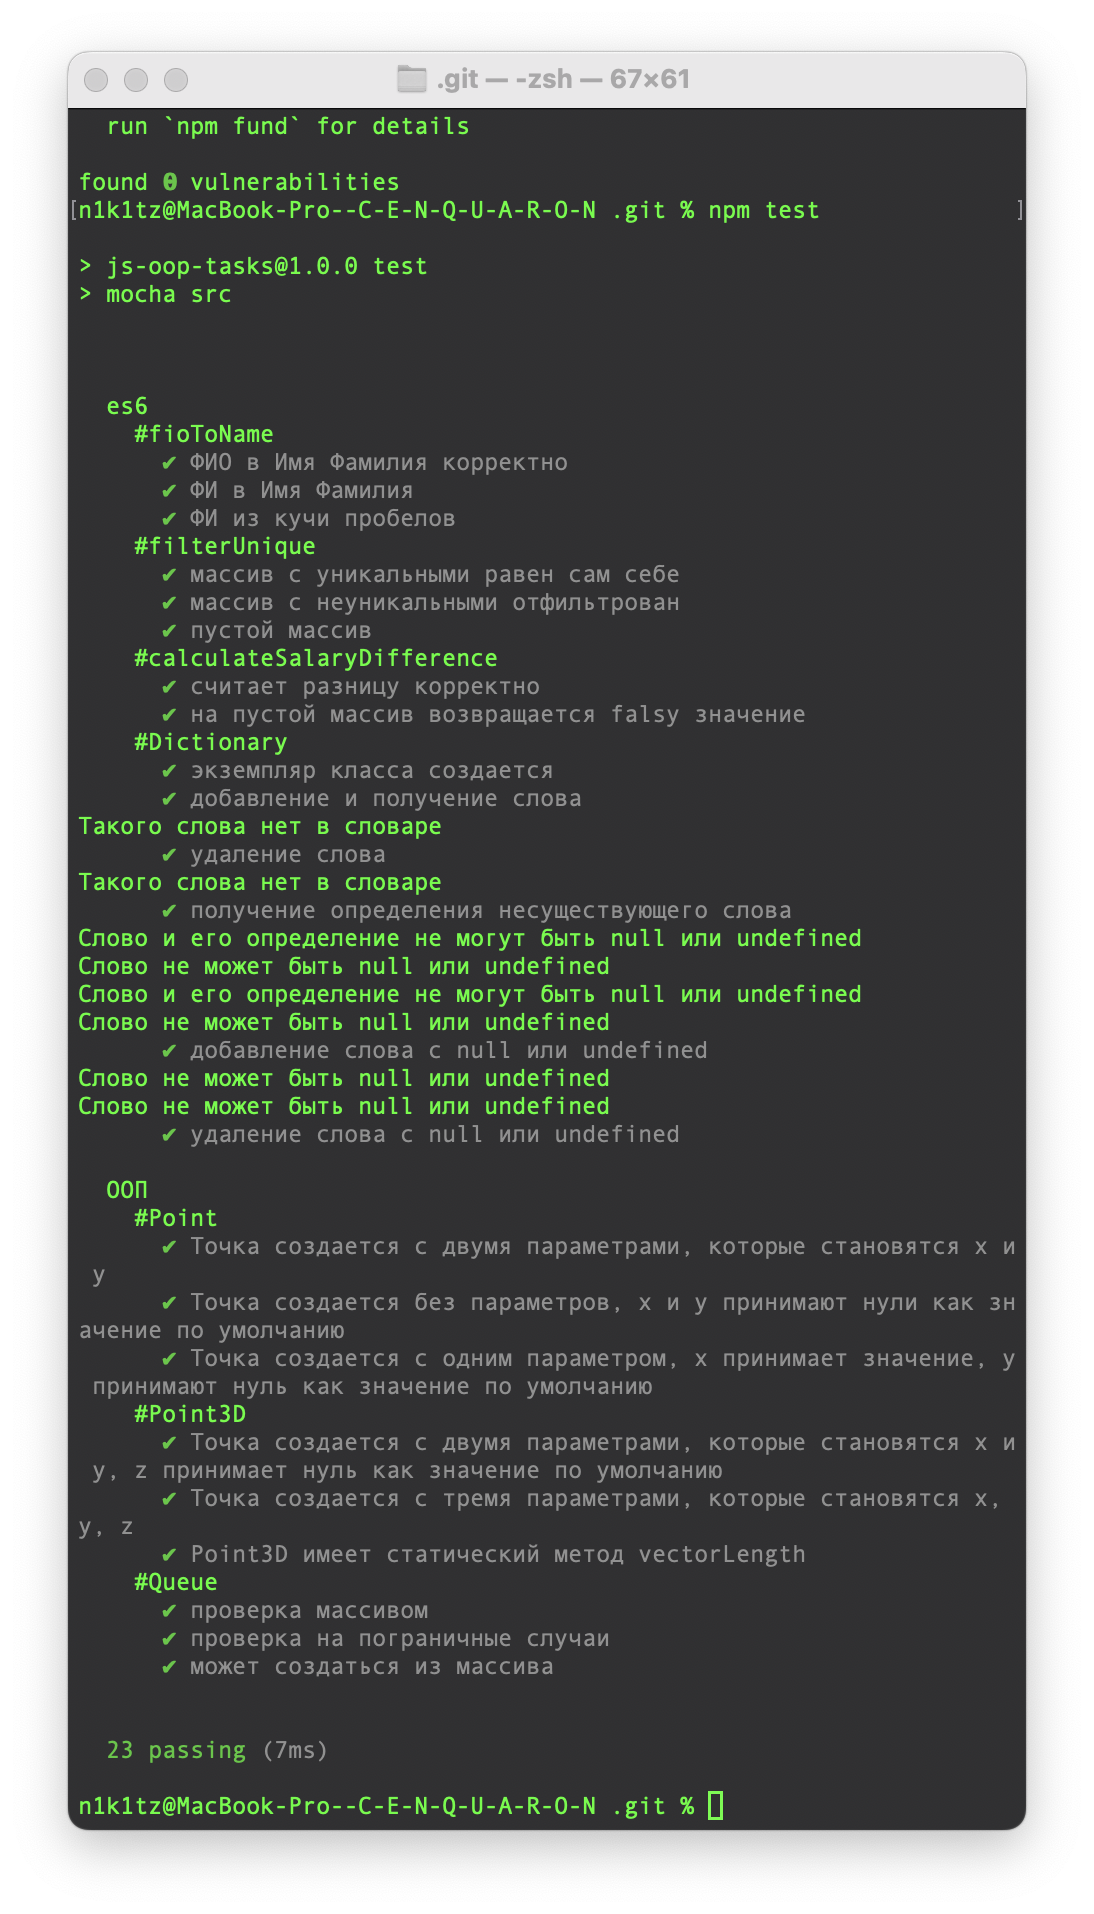 .git — -zsh — 67×61
run `npm fund` for details
found 0 vulnerabilities
[n1k1tz@MacBook-Pro--C-E-N-Q-U-A-R-O-N .git % npm test ]
> js-oop-tasks@1.0.0 test
> mocha src
es6
#fioToName
✔ ФИО в Имя Фамилия корректно
✔ ФИ в Имя Фамилия
✔ ФИ из кучи пробелов
#filterUnique
✔ массив с уникальными равен сам себе
✔ массив с неуникальными отфильтрован
✔ пустой массив
#calculateSalaryDifference
✔ считает разницу корректно
✔ на пустой массив возвращается falsy значение
#Dictionary
✔ экземпляр класса создается
✔ добавление и получение слова
Такого слова нет в словаре
✔ удаление слова
Такого слова нет в словаре
✔ получение определения несуществующего слова
Слово и его определение не могут быть null или undefined
Слово не может быть null или undefined
Слово и его определение не могут быть null или undefined
Слово не может быть null или undefined
✔ добавление слова с null или undefined
Слово не может быть null или undefined
Слово не может быть null или undefined
✔ удаление слова с null или undefined
ООП
#Point
✔ Точка создается с двумя параметрами, которые становятся x и
y
✔ Точка создается без параметров, x и y принимают нули как зн
ачение по умолчанию
✔ Точка создается с одним параметром, x принимает значение, y
принимают нуль как значение по умолчанию
#Point3D
✔ Точка создается с двумя параметрами, которые становятся x и
y, z принимает нуль как значение по умолчанию
✔ Точка создается с тремя параметрами, которые становятся x,
y, z
✔ Point3D имеет статический метод vectorLength
#Queue
✔ проверка массивом
✔ проверка на пограничные случаи
✔ может создаться из массива
23 passing (7ms)
n1k1tz@MacBook-Pro--C-E-N-Q-U-A-R-O-N .git %